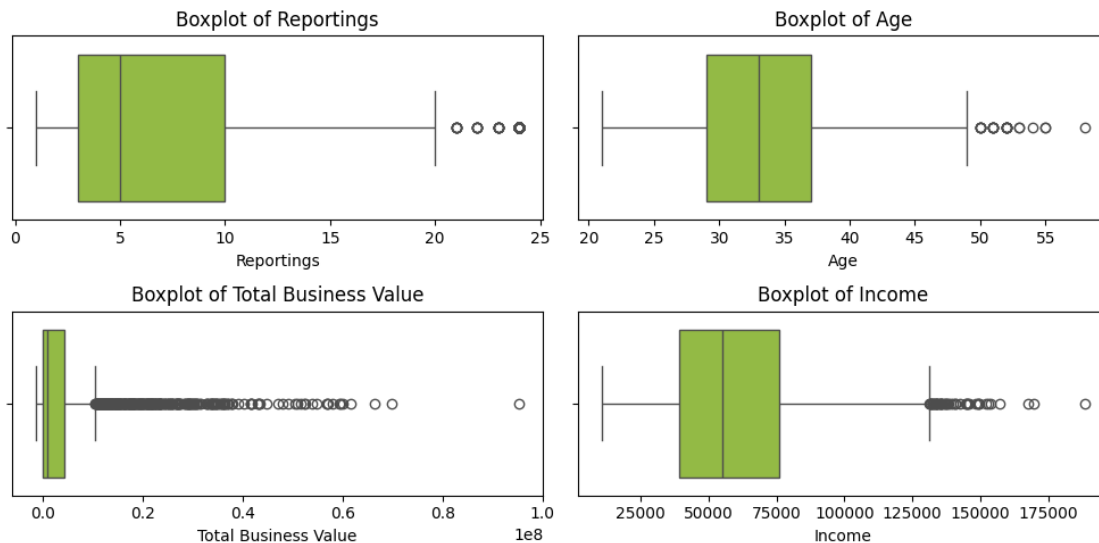 Boxplot of Reportings
0 5 10 15 20 25
Reportings
Boxplot of Age
20 25 30 35 40 45 50 55
Age
Boxplot of Total Business Value
0.0 0.2 0.4 0.6 0.8 1.0
1e8
Total Business Value
Boxplot of Income
25000 50000 75000 100000 125000 150000 175000
Income